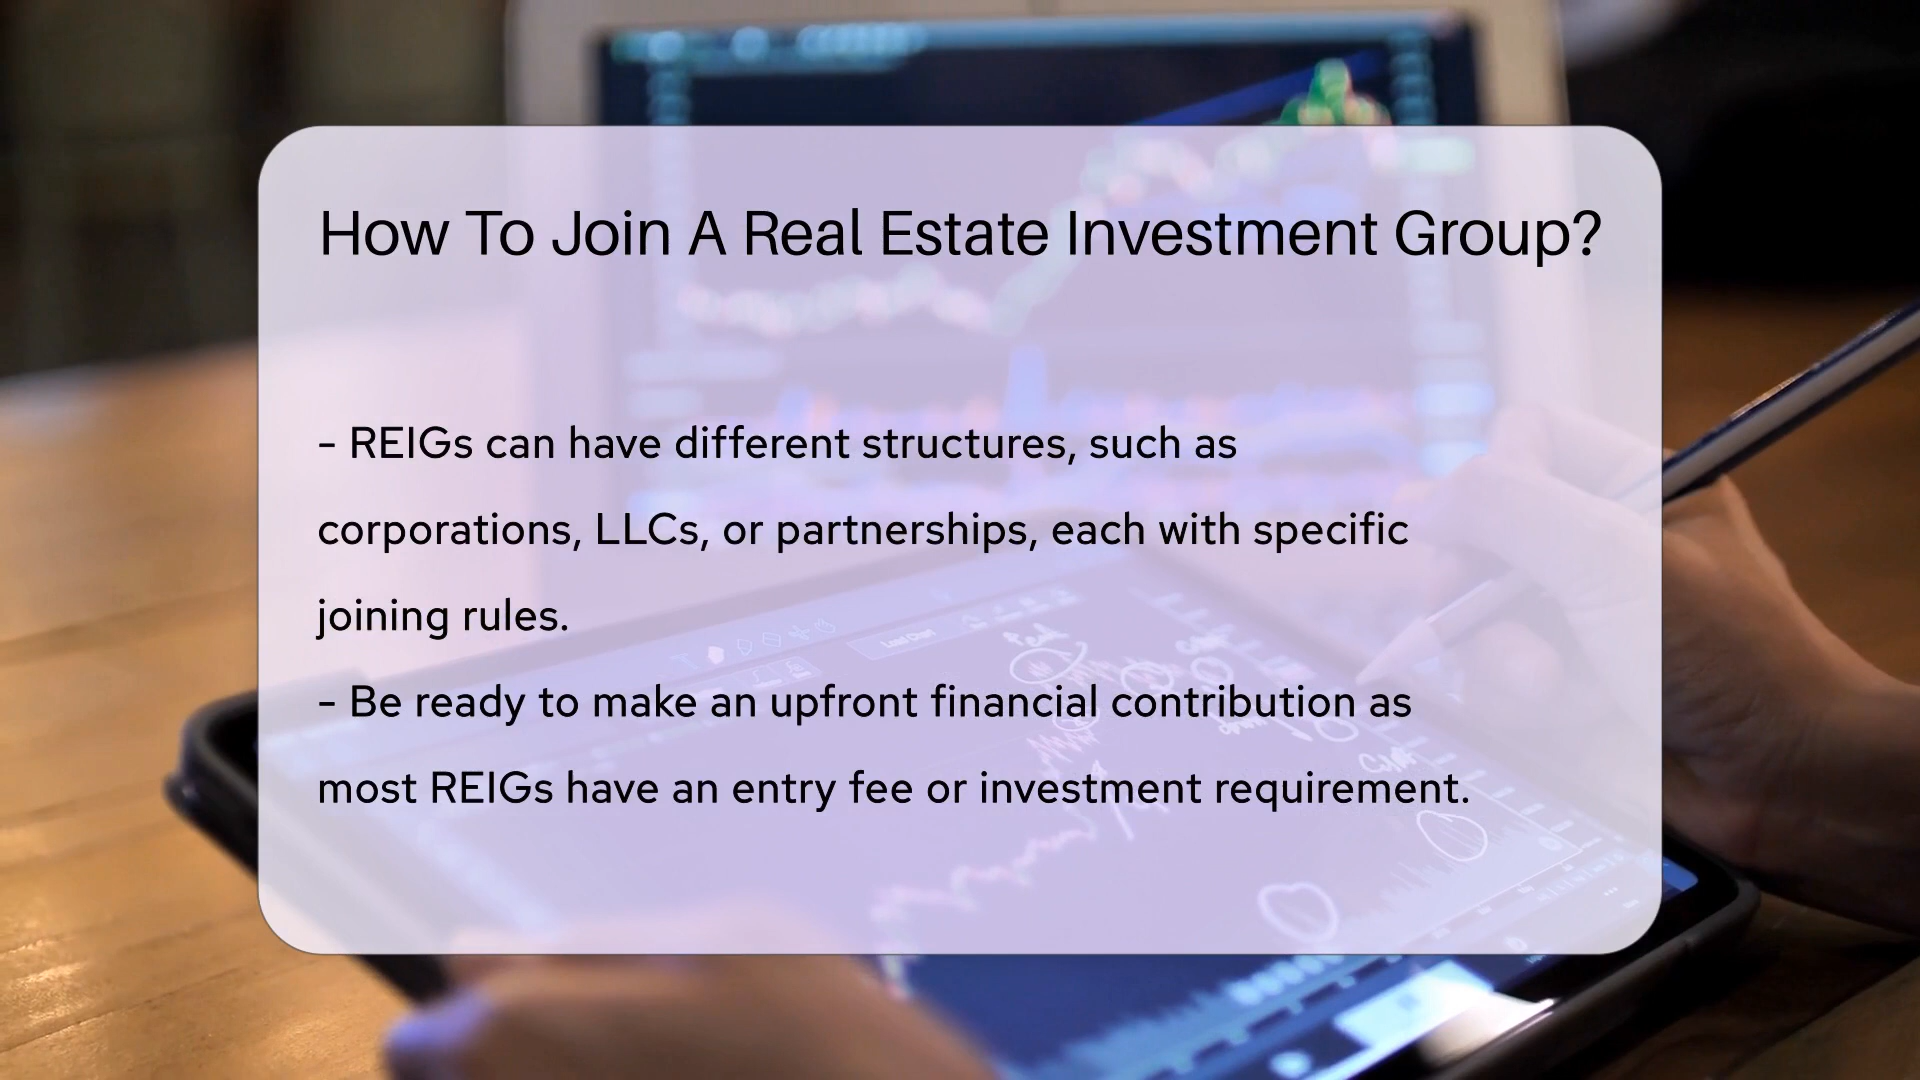 How To Join A Real Estate Investment Group?
- REIGs can have different structures, such as
corporations, LLCs, or partnerships, each with specific
joining rules.
- Be ready to make an upfront financial contribution as
most REIGs have an entry fee or investment requirement.